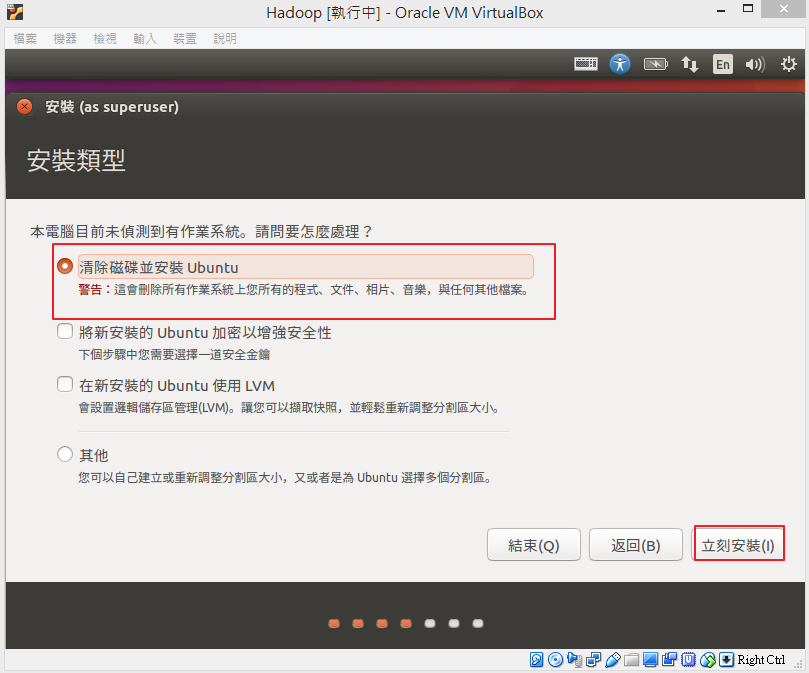 Hadoop [執行中] - Oracle VM VirtualBox
檔案 機器 檢視 輸入 裝置 說明
En
安裝 (as superuser)
安裝類型
本電腦目前未偵測到有作業系統。請問要怎麼處理？
清除磁碟並安裝 Ubuntu
警告：這會刪除所有作業系統上您所有的程式、文件、相片、音樂，與任何其他檔案。
將新安裝的 Ubuntu 加密以增強安全性
下個步驟中您需要選擇一道安全金鑰
在新安裝的 Ubuntu 使用 LVM
會設置邏輯儲存區管理(LVM)。讓您可以擷取快照，並輕鬆重新調整分割區大小。
其他
您可以自己建立或重新調整分割區大小，又或者是為 Ubuntu 選擇多個分割區。
結束(Q) 返回(B) 立刻安裝(I)
Right Ctrl